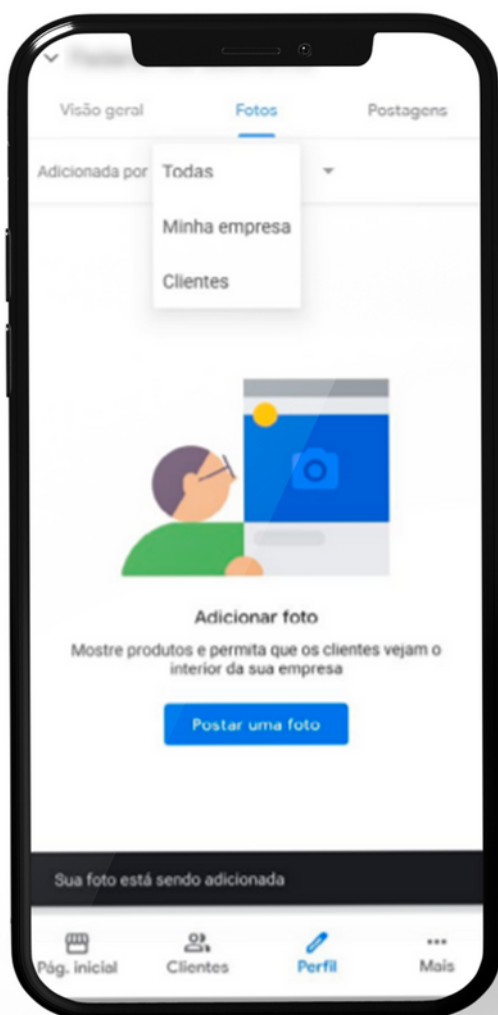 Visão geral Fotos Postagens
Adicionada por Todas
Minha empresa
Clientes
Adicionar foto
Mostre produtos e permita que os clientes vejam o
interior da sua empresa
Postar uma foto
Sua foto está sendo adicionada
Pág. inicial Clientes Perfil Mais